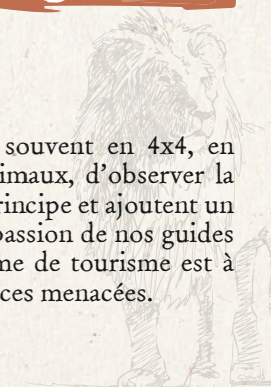 souvent en 4x4, en
imaux, d’observer la
rincipe et ajoutent un
passion de nos guides
me de tourisme est à
ces menacées.